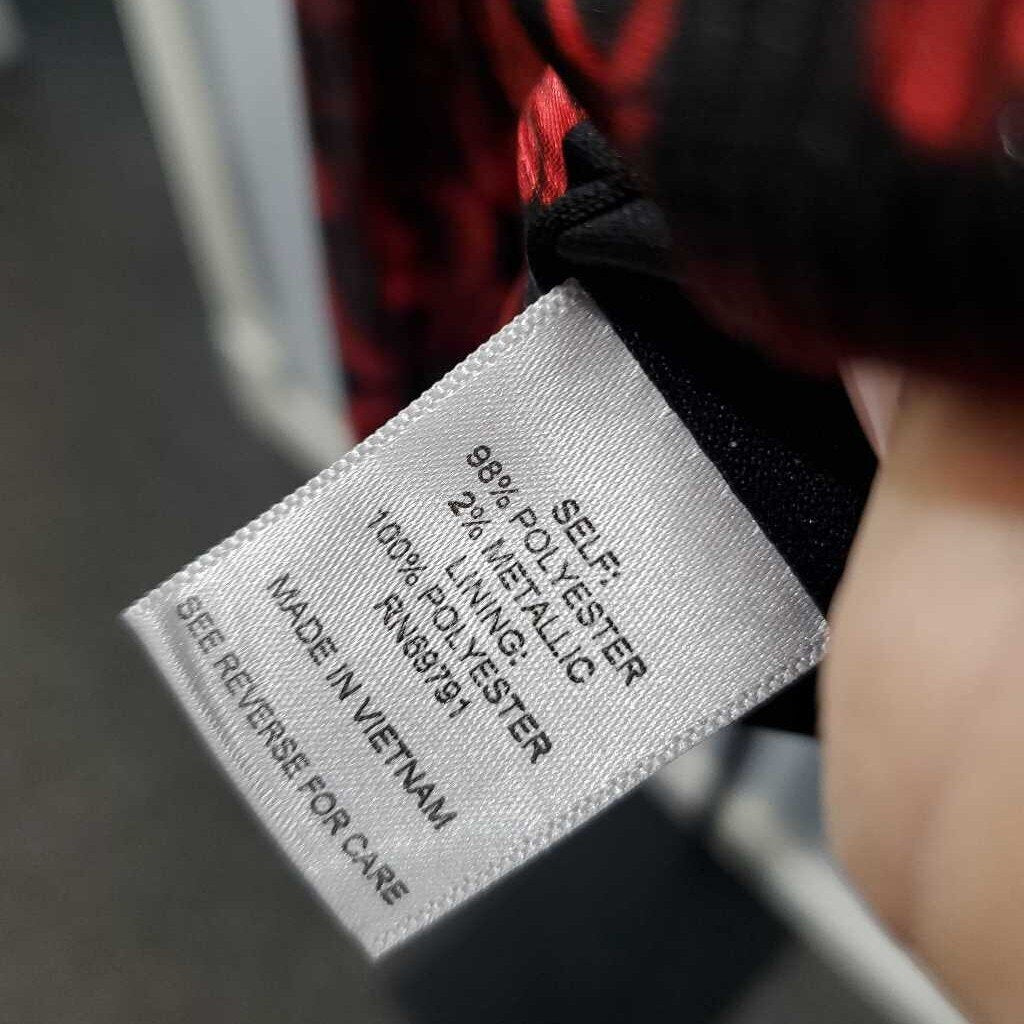 SELF:
98% POLYESTER
2% METALLIC
LINING:
100% POLYESTER
RN69791
MADE IN VIETNAM
SEE REVERSE FOR CARE